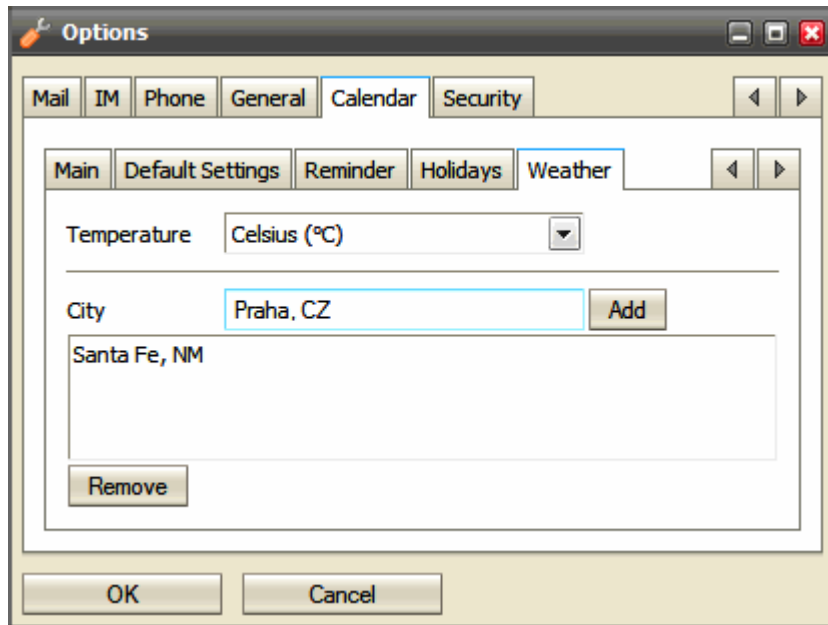 Options
Mail IM Phone General Calendar Security
Main Default Settings Reminder Holidays Weather
Temperature Celsius (°C)
City Praha, CZ Add
Santa Fe, NM
Remove
OK Cancel